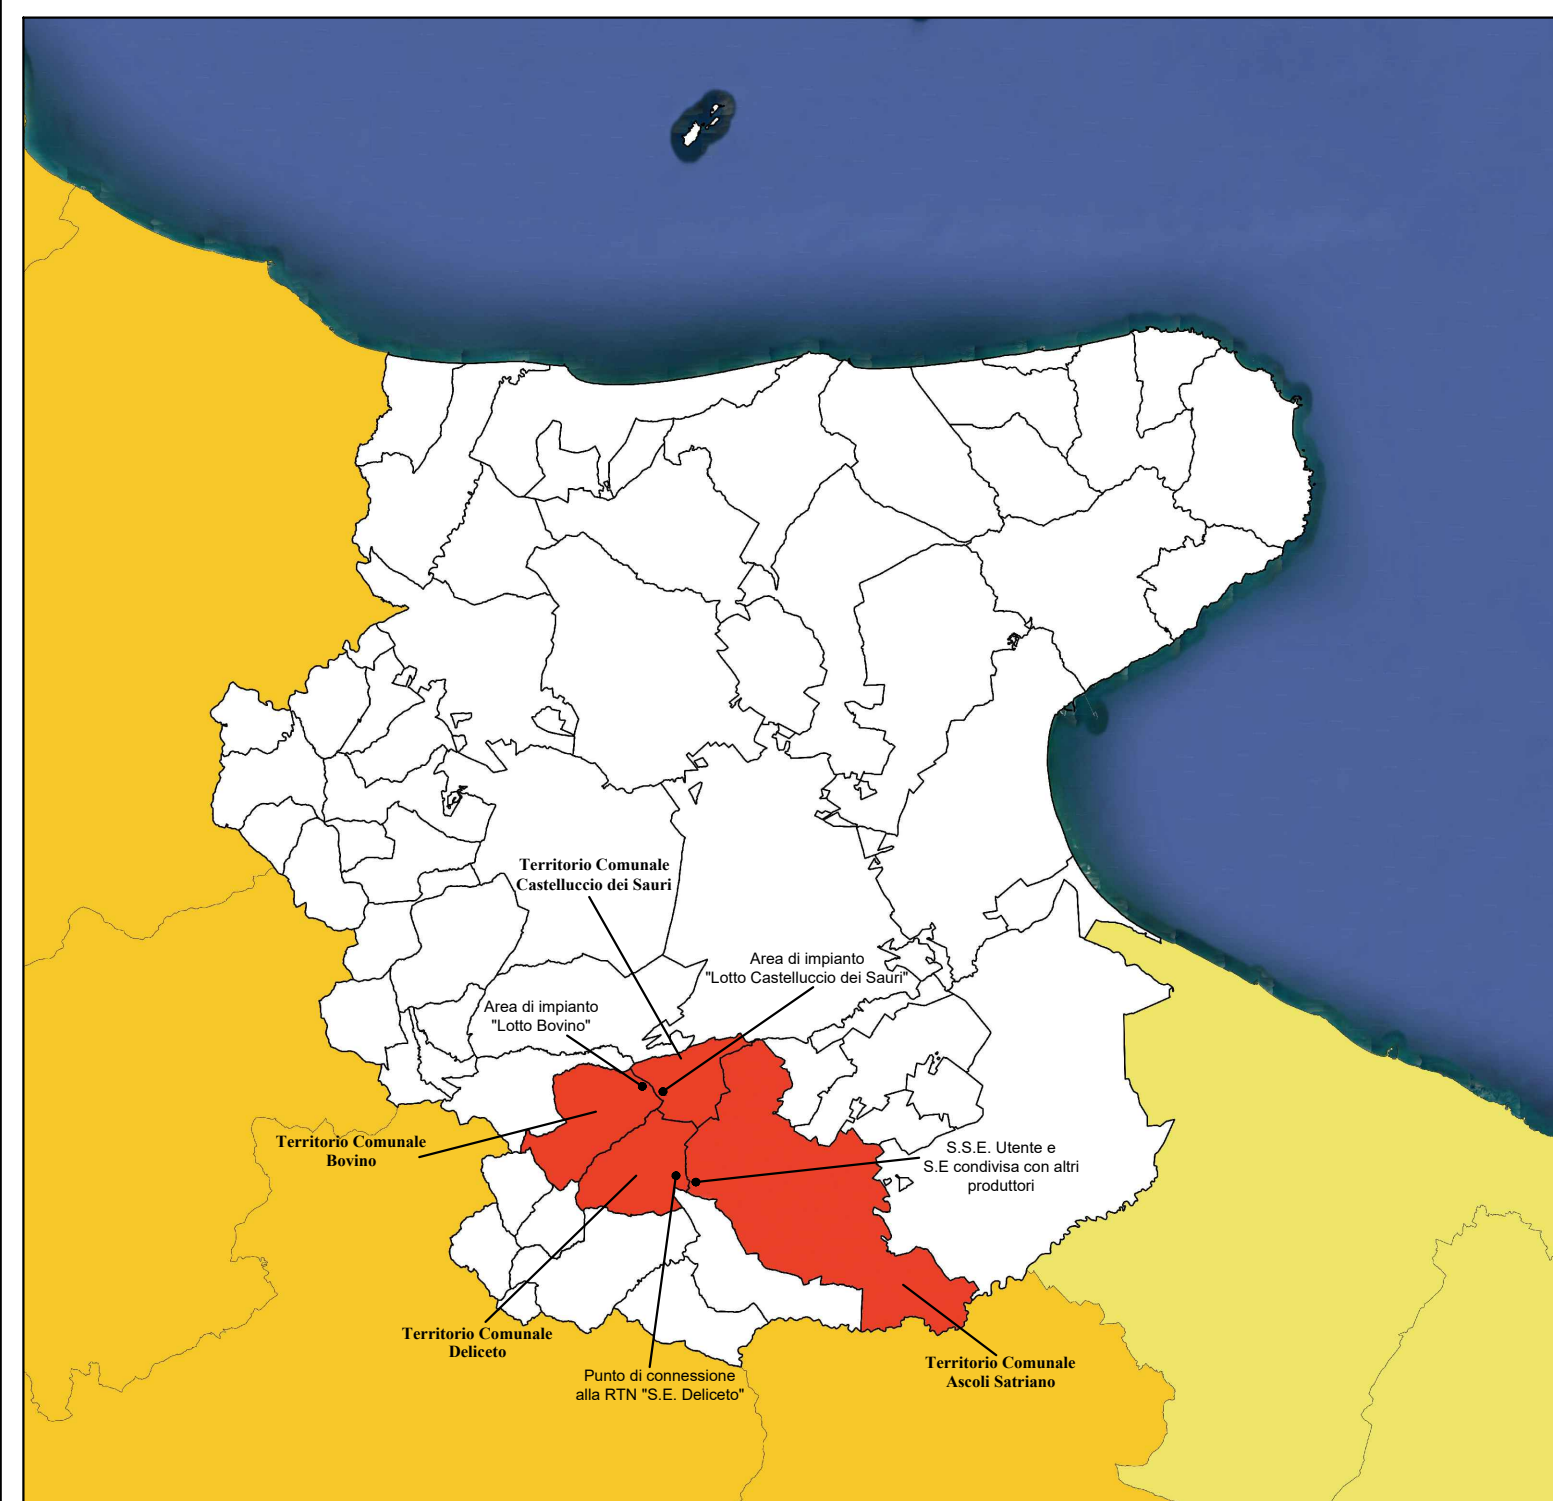 Territorio Comunale
Castelluccio dei Sauri
Area di impianto
"Lotto Castelluccio dei Sauri"
Area di impianto
"Lotto Bovino"
Territorio Comunale
Bovino
S.S.E. Utente e
S.E condivisa con altri
produttori
Territorio Comunale
Deliceto
Punto di connessione
alla RTN "S.E. Deliceto"
Territorio Comunale
Ascoli Satriano